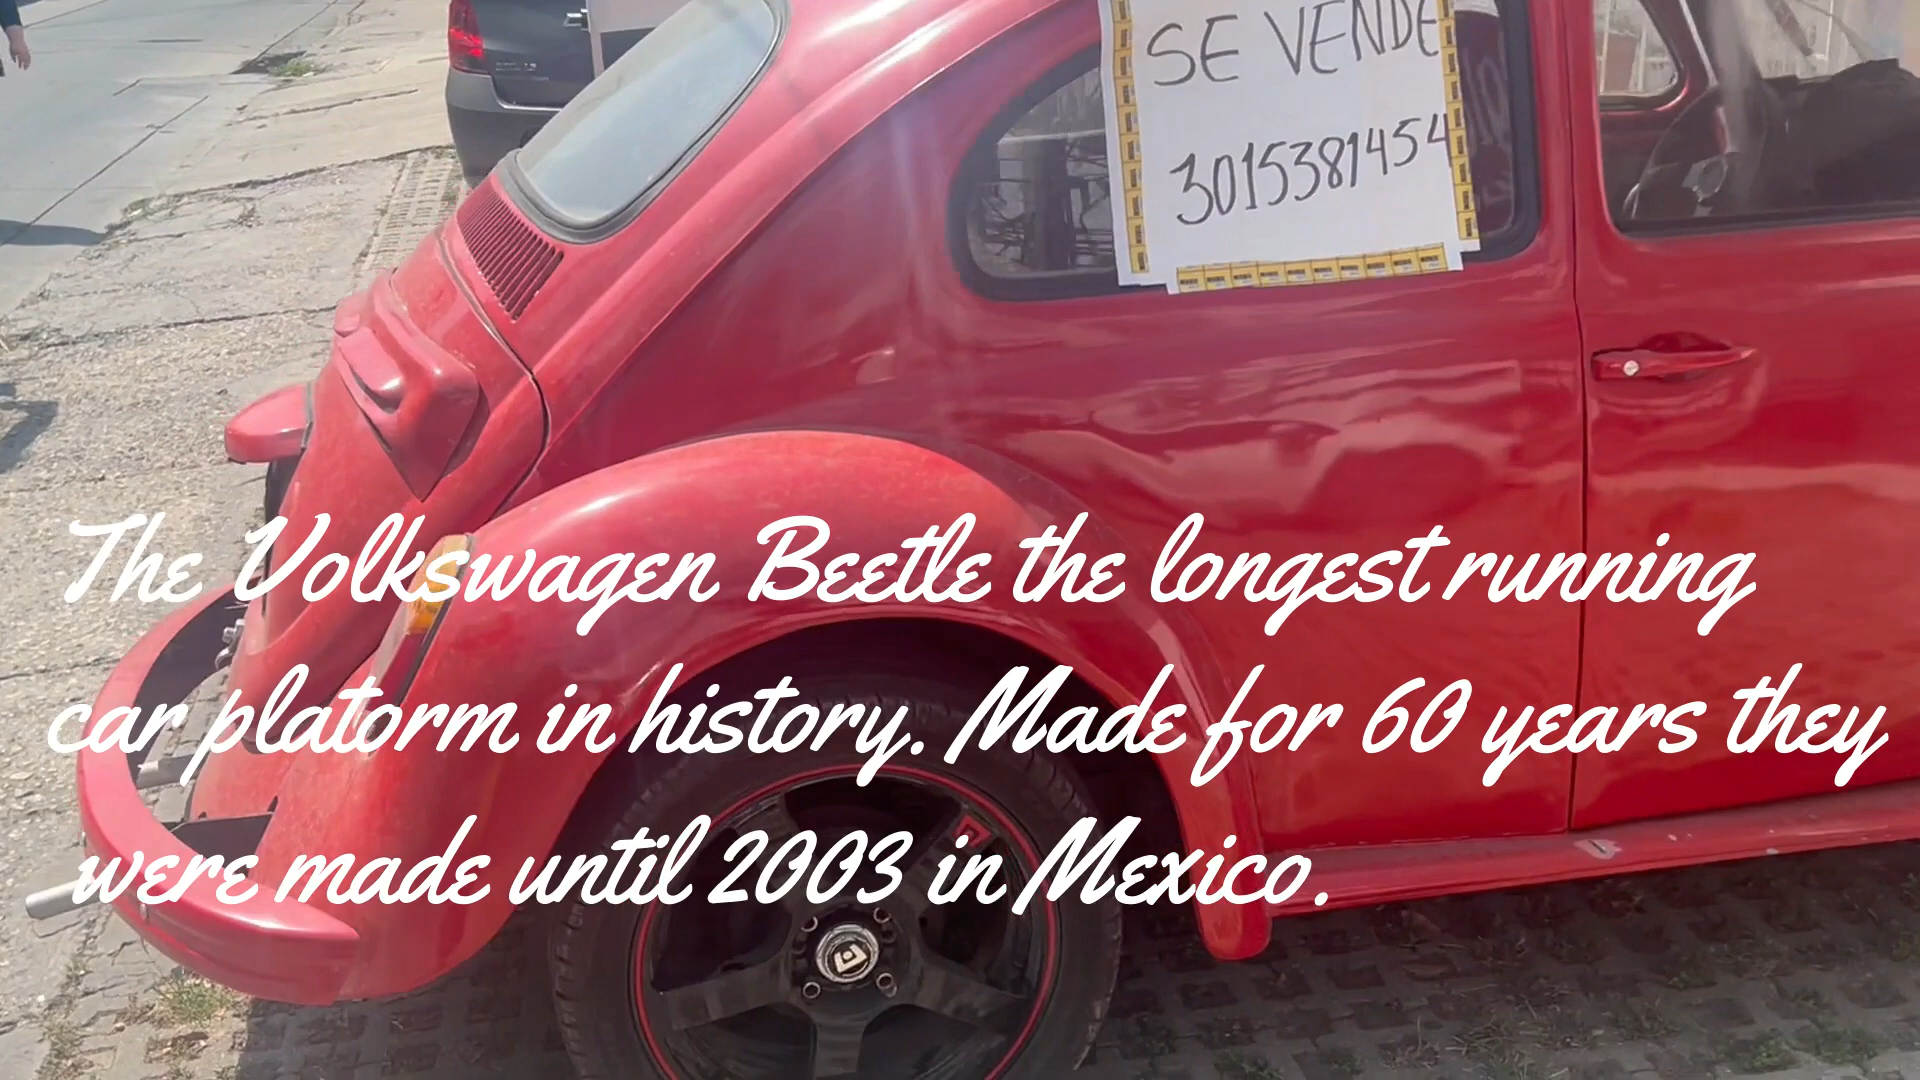 SE VENDE
3015381454
The Volkswagen Beetle the longest running
car platorm in history. Made for 60 years they
were made until 2003 in Mexico.